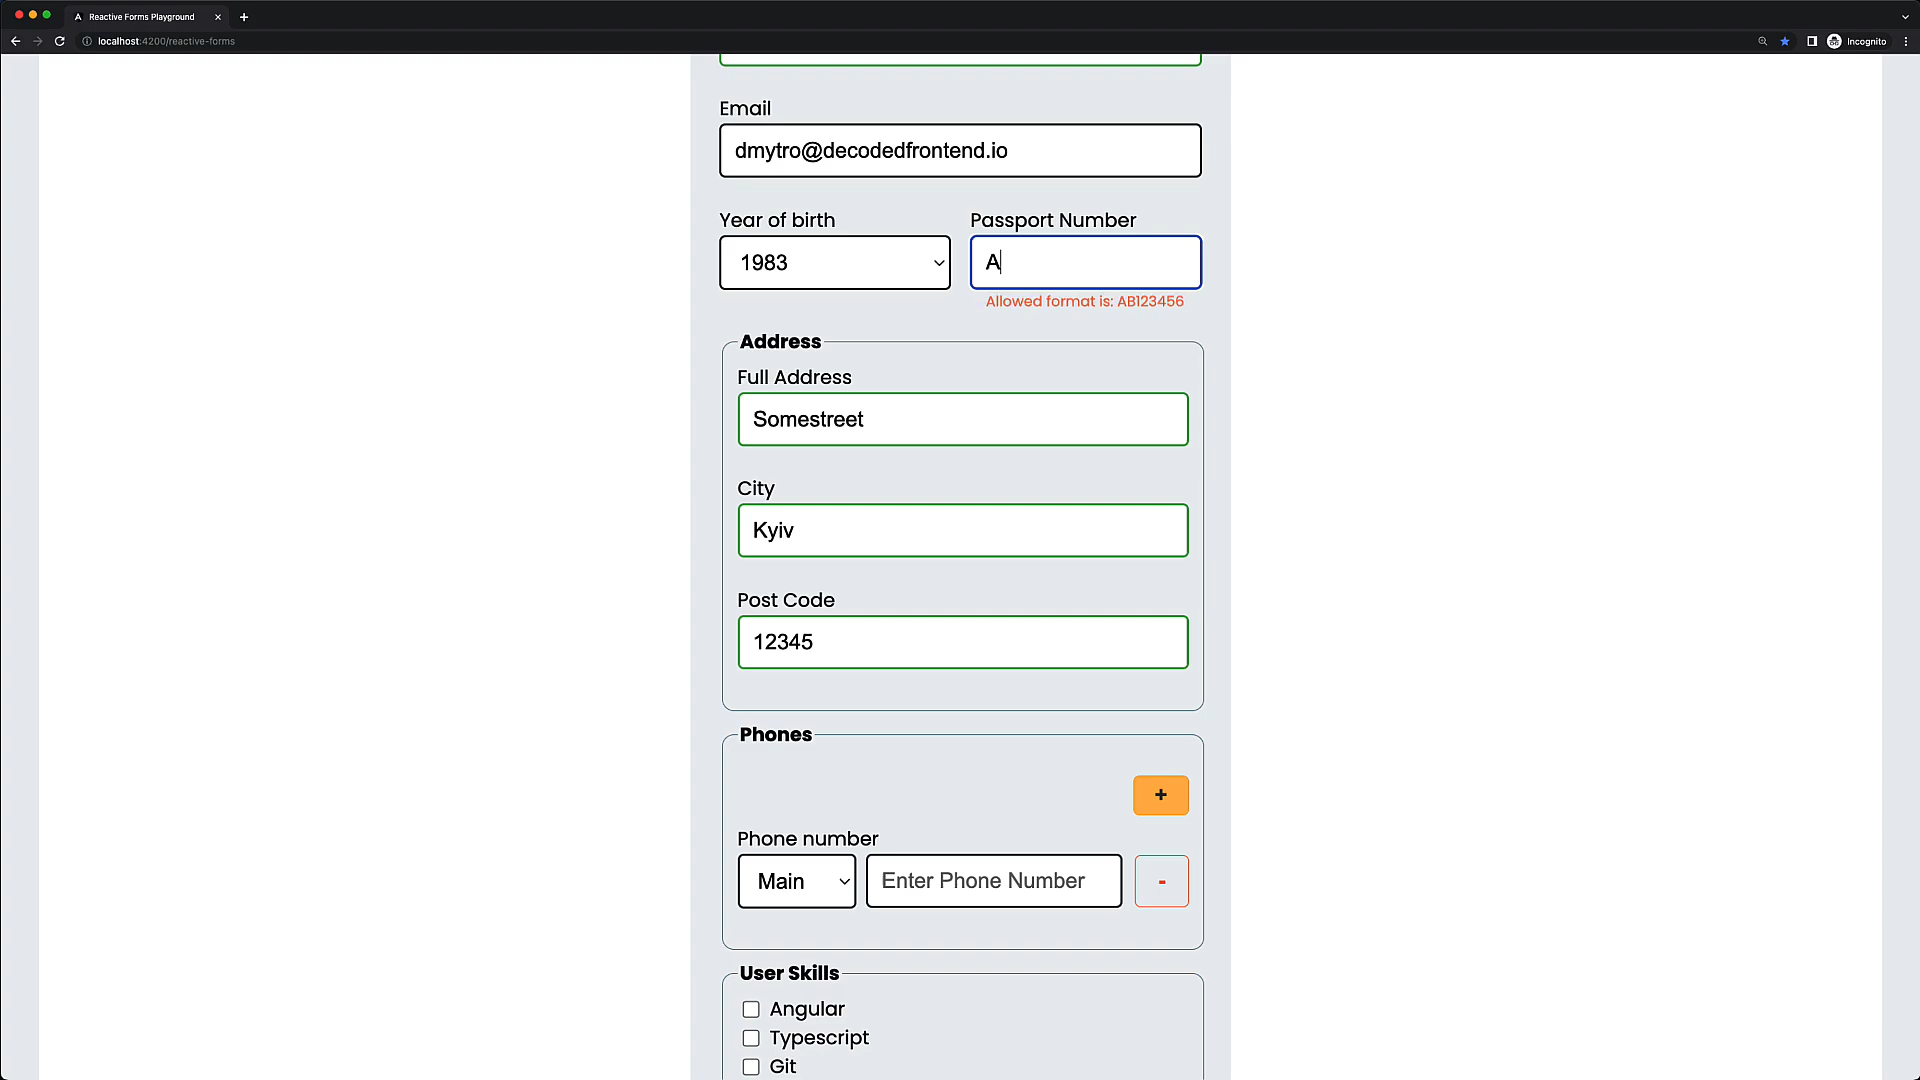 Reactive Forms Playground
localhost:4200/reactive-forms
Incognito
Email
dmytro@decodedfrontend.io
Year of birth
Passport Number
1983
A
Allowed format is: AB123456
Address
Full Address
Somestreet
City
Kyiv
Post Code
12345
Phones
+
Phone number
Main
Enter Phone Number
-
User Skills
Angular
Typescript
Git